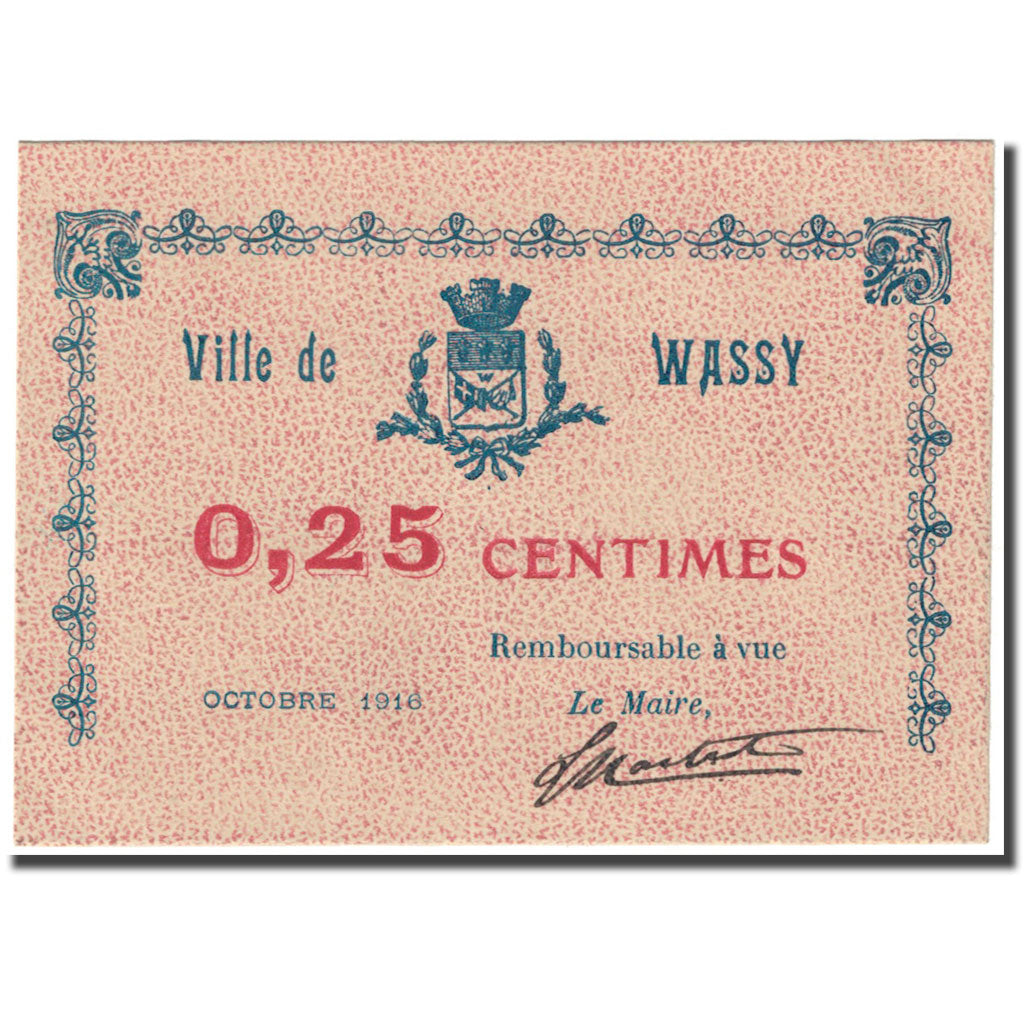 Ville de WASSY
0,25 CENTIMES
Remboursable à vue
OCTOBRE 1916 Le Maire,